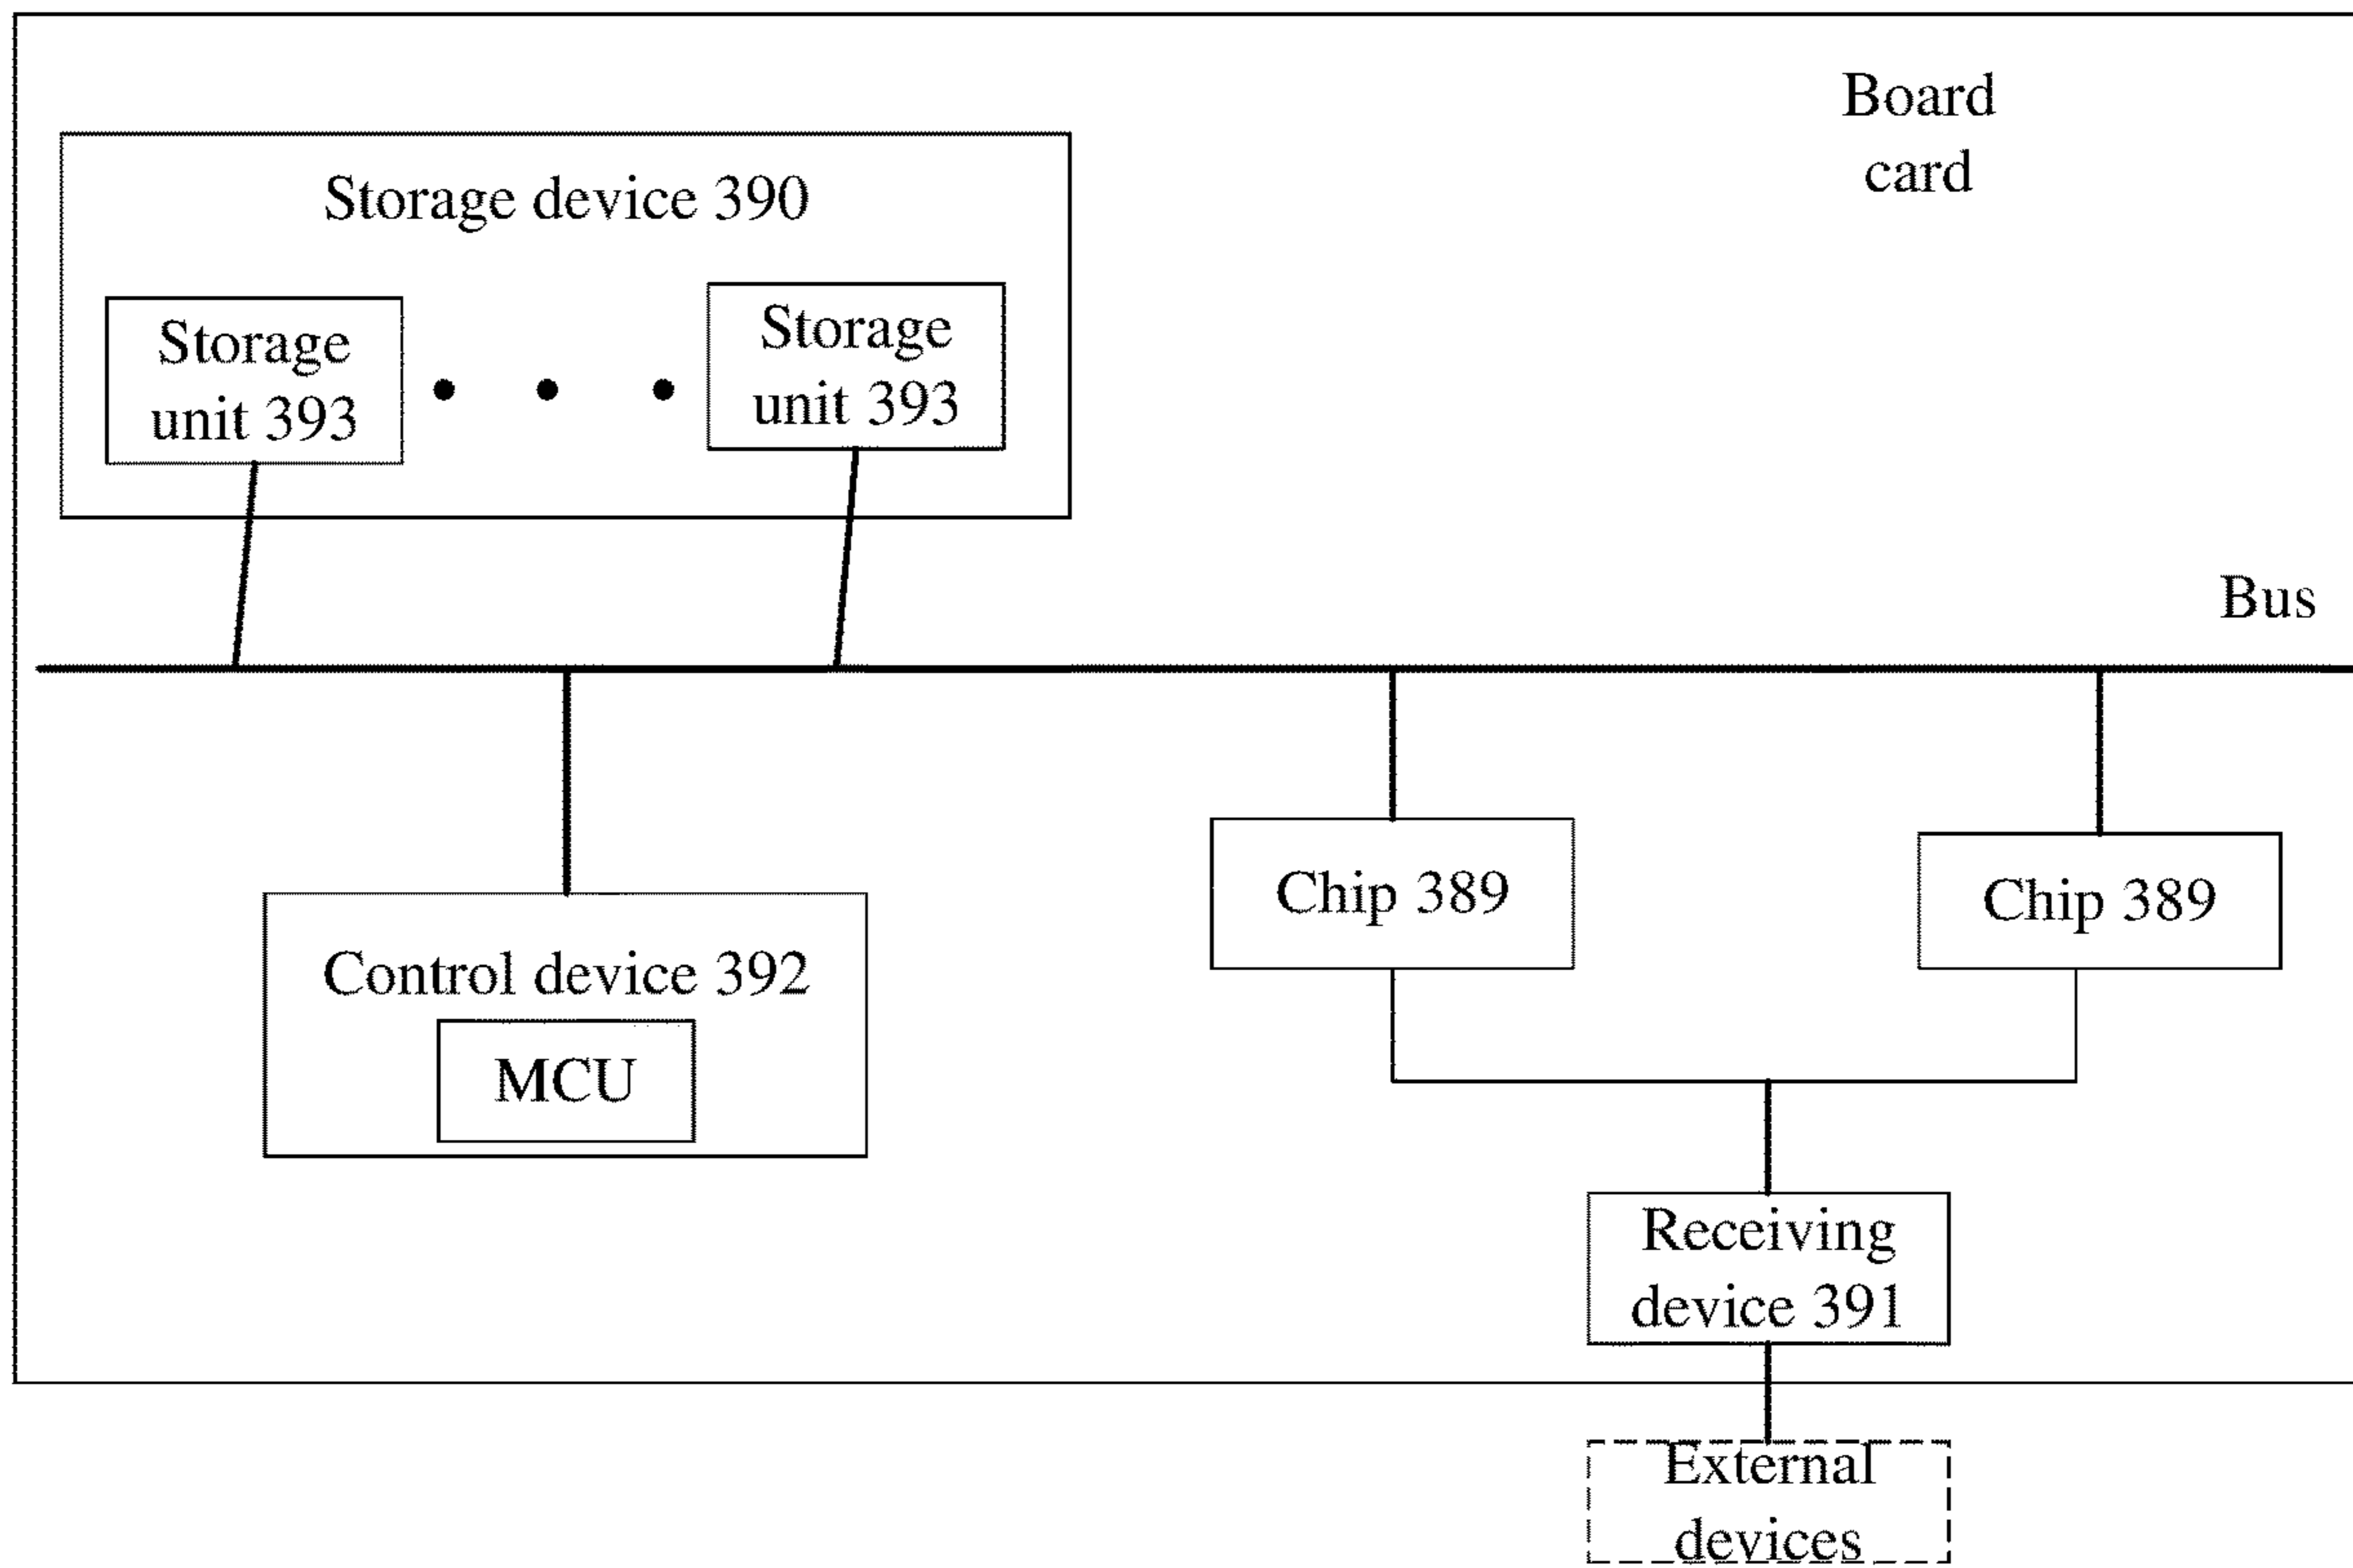 Board
card
Storage device 390
Storage
unit 393
Storage
unit 393
Bus
Control device 392
MCU
Chip 389
Chip 389
Receiving
device 391
External
devices